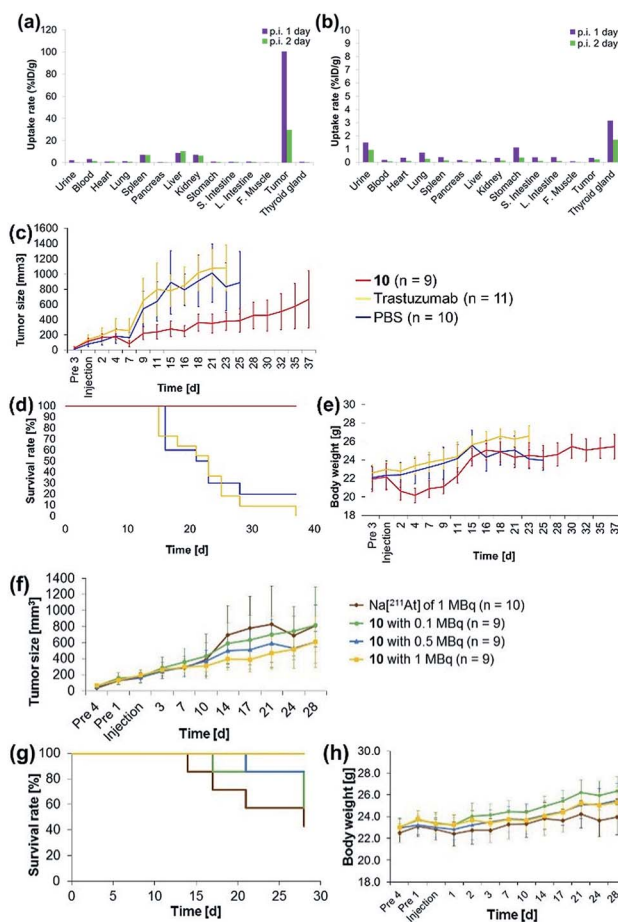 (a)
p.i. 1 day
p.i. 2 day
Uptake rate (%ID/g)
120
100
80
60
40
20
0
Urine
Blood
Heart
Lung
Spleen
Pancreas
Liver
Kidney
Stomach
S. Intestine
L. Intestine
F. Muscle
Tumor
Thyroid gland
(b)
p.i. 1 day
p.i. 2 day
Uptake rate (%ID/g)
10
9
8
7
6
5
4
3
2
1
0
Urine
Blood
Heart
Lung
Spleen
Pancreas
Liver
Kidney
Stomach
S. Intestine
L. Intestine
F. Muscle
Tumor
Thyroid gland
(c)
Tumor size [mm3]
1600
1400
1200
1000
800
600
400
200
0
Pre 3
Injection
2
4
7
9
11
15
16
18
21
23
25
28
30
32
35
37
Time [d]
10 (n = 9)
Trastuzumab (n = 11)
PBS (n = 10)
(d)
Survival rate [%]
100
90
80
70
60
50
40
30
20
10
0
0
10
20
30
40
Time [d]
(e)
Body weight [g]
30
28
26
24
22
20
18
Pre 3
Injection
2
4
7
9
11
14
16
18
21
23
25
28
30
32
35
37
Time [d]
(f)
Tumor size [mm³]
1400
1200
1000
800
600
400
200
0
Pre 4
Pre 1
Injection
3
7
10
14
17
21
24
28
Time [d]
Na[²¹¹At] of 1 MBq (n = 10)
10 with 0.1 MBq (n = 9)
10 with 0.5 MBq (n = 9)
10 with 1 MBq (n = 9)
(g)
Survival rate [%]
100
80
60
40
20
0
0
5
10
15
20
25
30
Time [d]
(h)
Body weight [g]
30.0
28.0
26.0
24.0
22.0
20.0
18.0
Pre 4
Pre 1
Injection
1
2
3
7
10
14
17
21
24
28
Time [d]